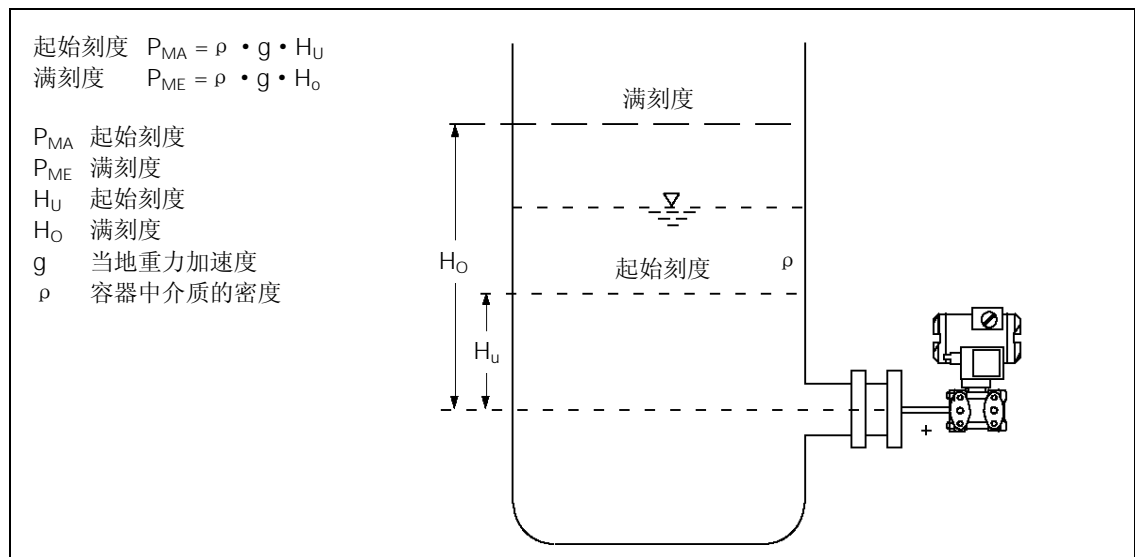 起始刻度 P_MA = ρ • g • H_U
满刻度 P_ME = ρ • g • H_o
P_MA 起始刻度
P_ME 满刻度
H_U 起始刻度
H_O 满刻度
g 当地重力加速度
ρ 容器中介质的密度
满刻度
H_O
起始刻度 ρ
H_u
+